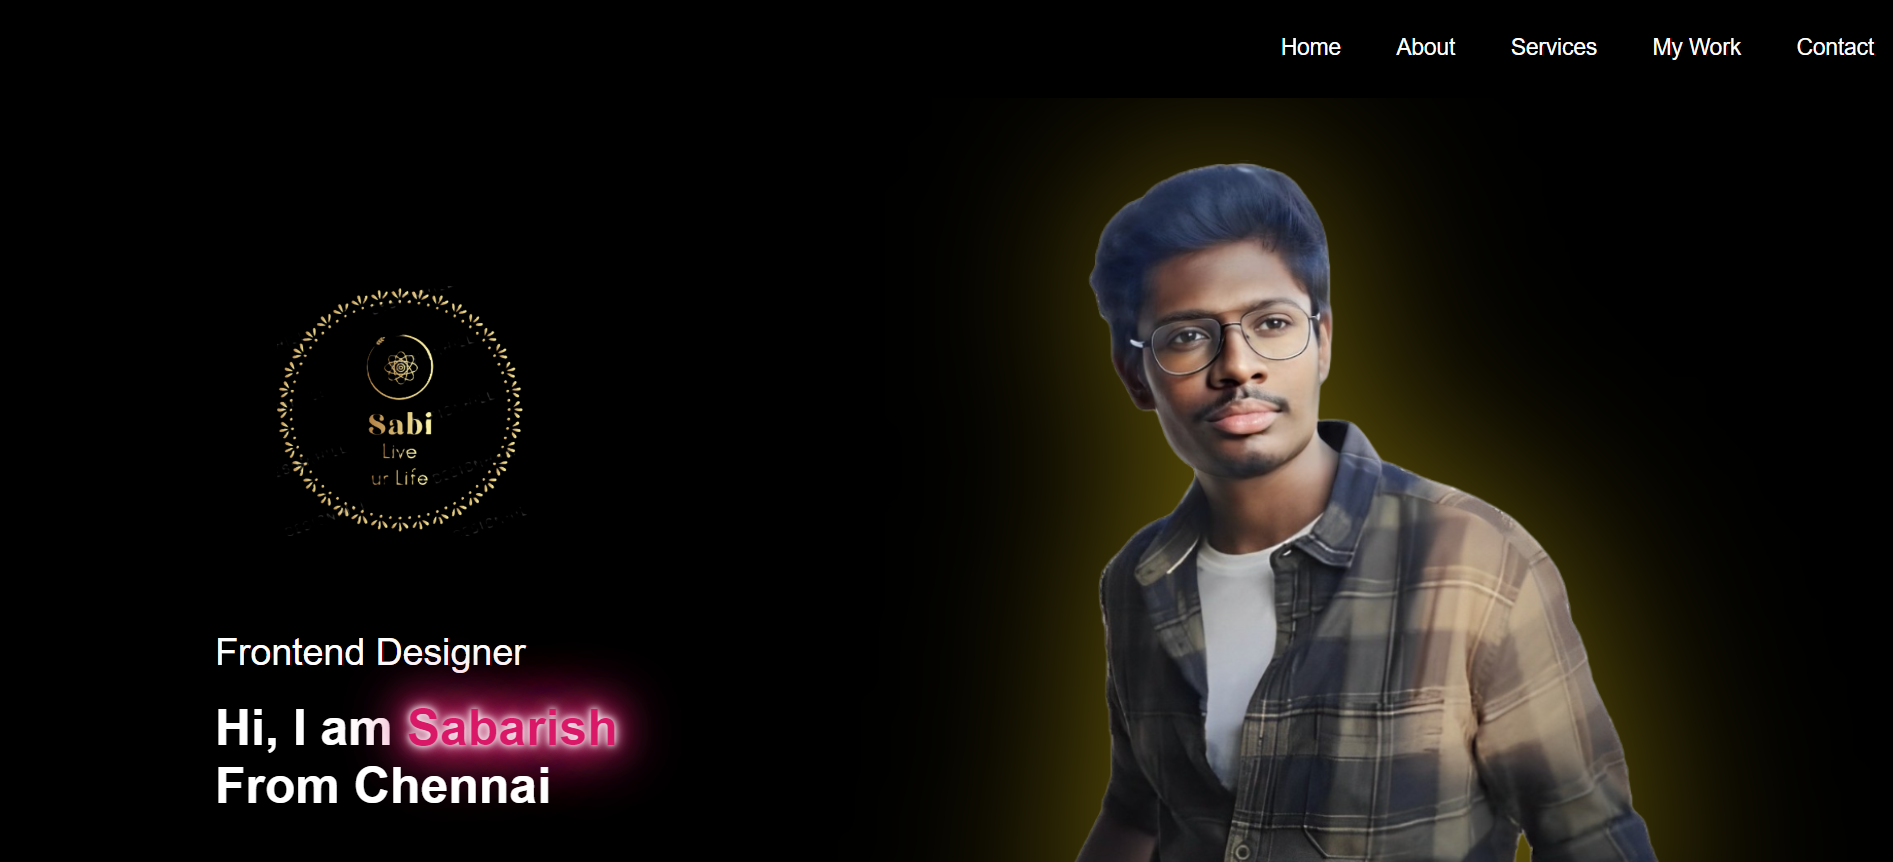 Home About Services My Work Contact
Sabi
Live
ur Life
Frontend Designer
Hi, I am Sabarish
From Chennai